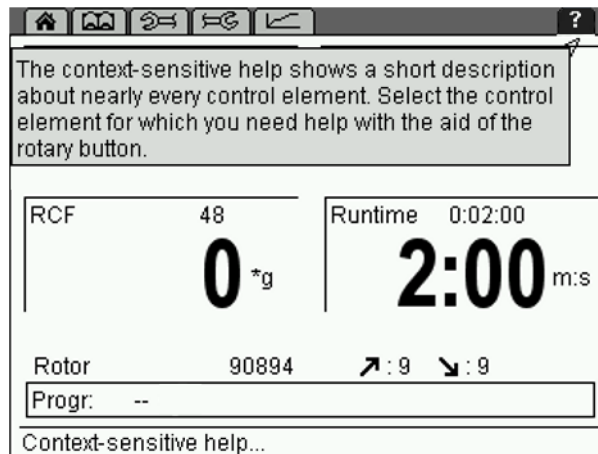 ?
The context-sensitive help shows a short description
about nearly every control element. Select the control
element for which you need help with the aid of the
rotary button.
RCF 48
0 *g
Runtime 0:02:00
2:00 m:s
Rotor 90894 ↗ : 9 ↘ : 9
Progr: --
Context-sensitive help...